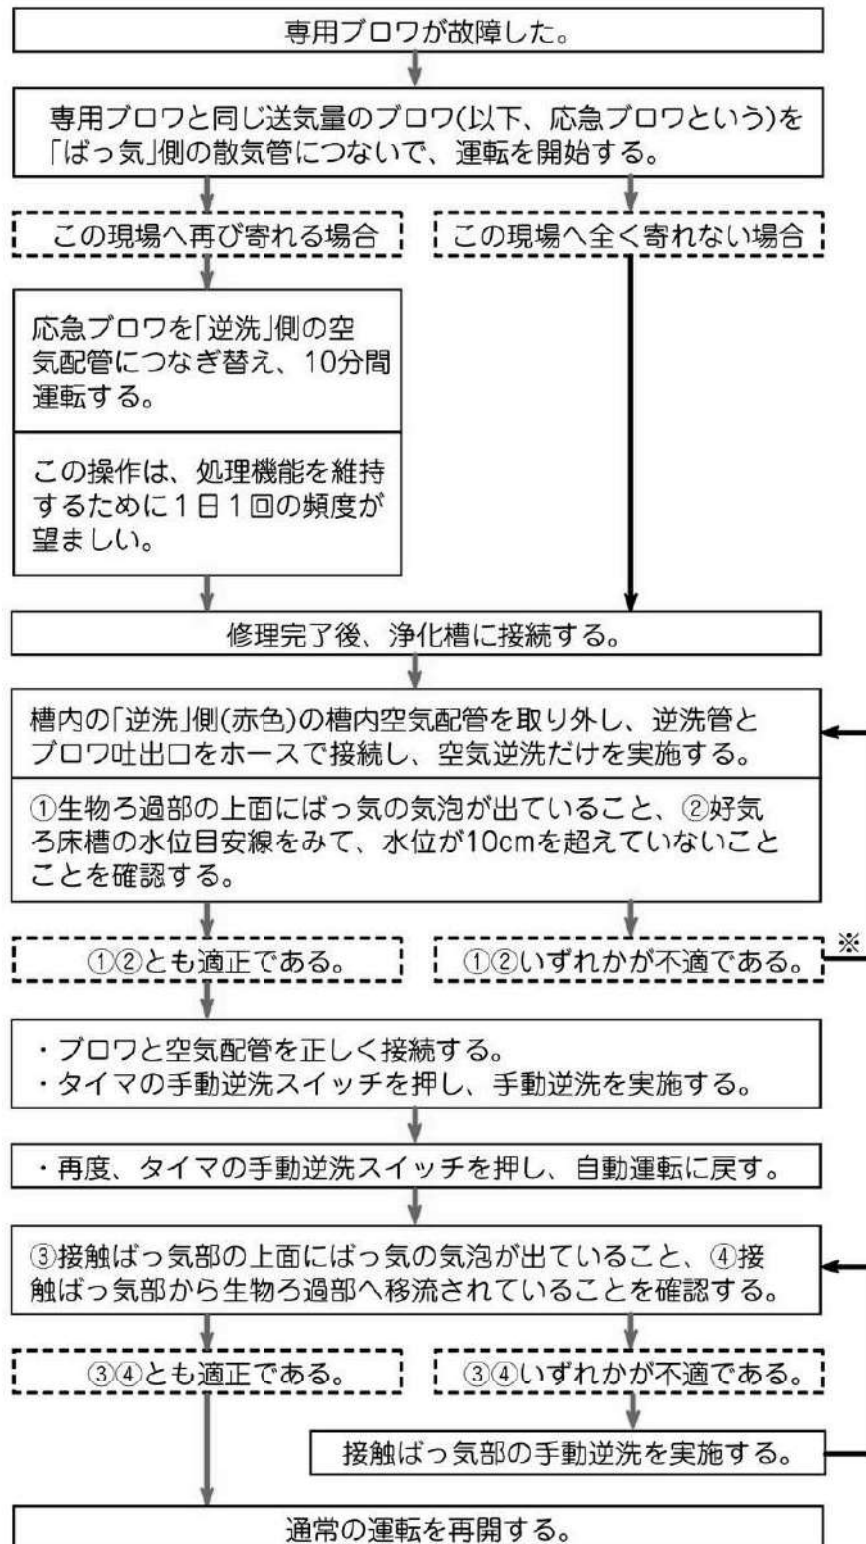 専用ブロワが故障した。
専用ブロワと同じ送気量のブロワ(以下、応急ブロワという)を
「ばっ気」側の散気管につないで、運転を開始する。
この現場へ再び寄れる場合
この現場へ全く寄れない場合
応急ブロワを「逆洗」側の空
気配管につなぎ替え、10分間
運転する。
この操作は、処理機能を維持
するために1日1回の頻度が
望ましい。
修理完了後、浄化槽に接続する。
槽内の「逆洗」側(赤色)の槽内空気配管を取り外し、逆洗管と
ブロワ吐出口をホースで接続し、空気逆洗だけを実施する。
①生物ろ過部の上面にばっ気の気泡が出ていること、②好気
ろ床槽の水位目安線をみて、水位が10cmを超えていないこと
ことを確認する。
①②とも適正である。
①②いずれかが不適である。
※
・ブロワと空気配管を正しく接続する。
・タイマの手動逆洗スイッチを押し、手動逆洗を実施する。
・再度、タイマの手動逆洗スイッチを押し、自動運転に戻す。
③接触ばっ気部の上面にばっ気の気泡が出ていること、④接
触ばっ気部から生物ろ過部へ移流されていることを確認する。
③④とも適正である。
③④いずれかが不適である。
接触ばっ気部の手動逆洗を実施する。
通常の運転を再開する。